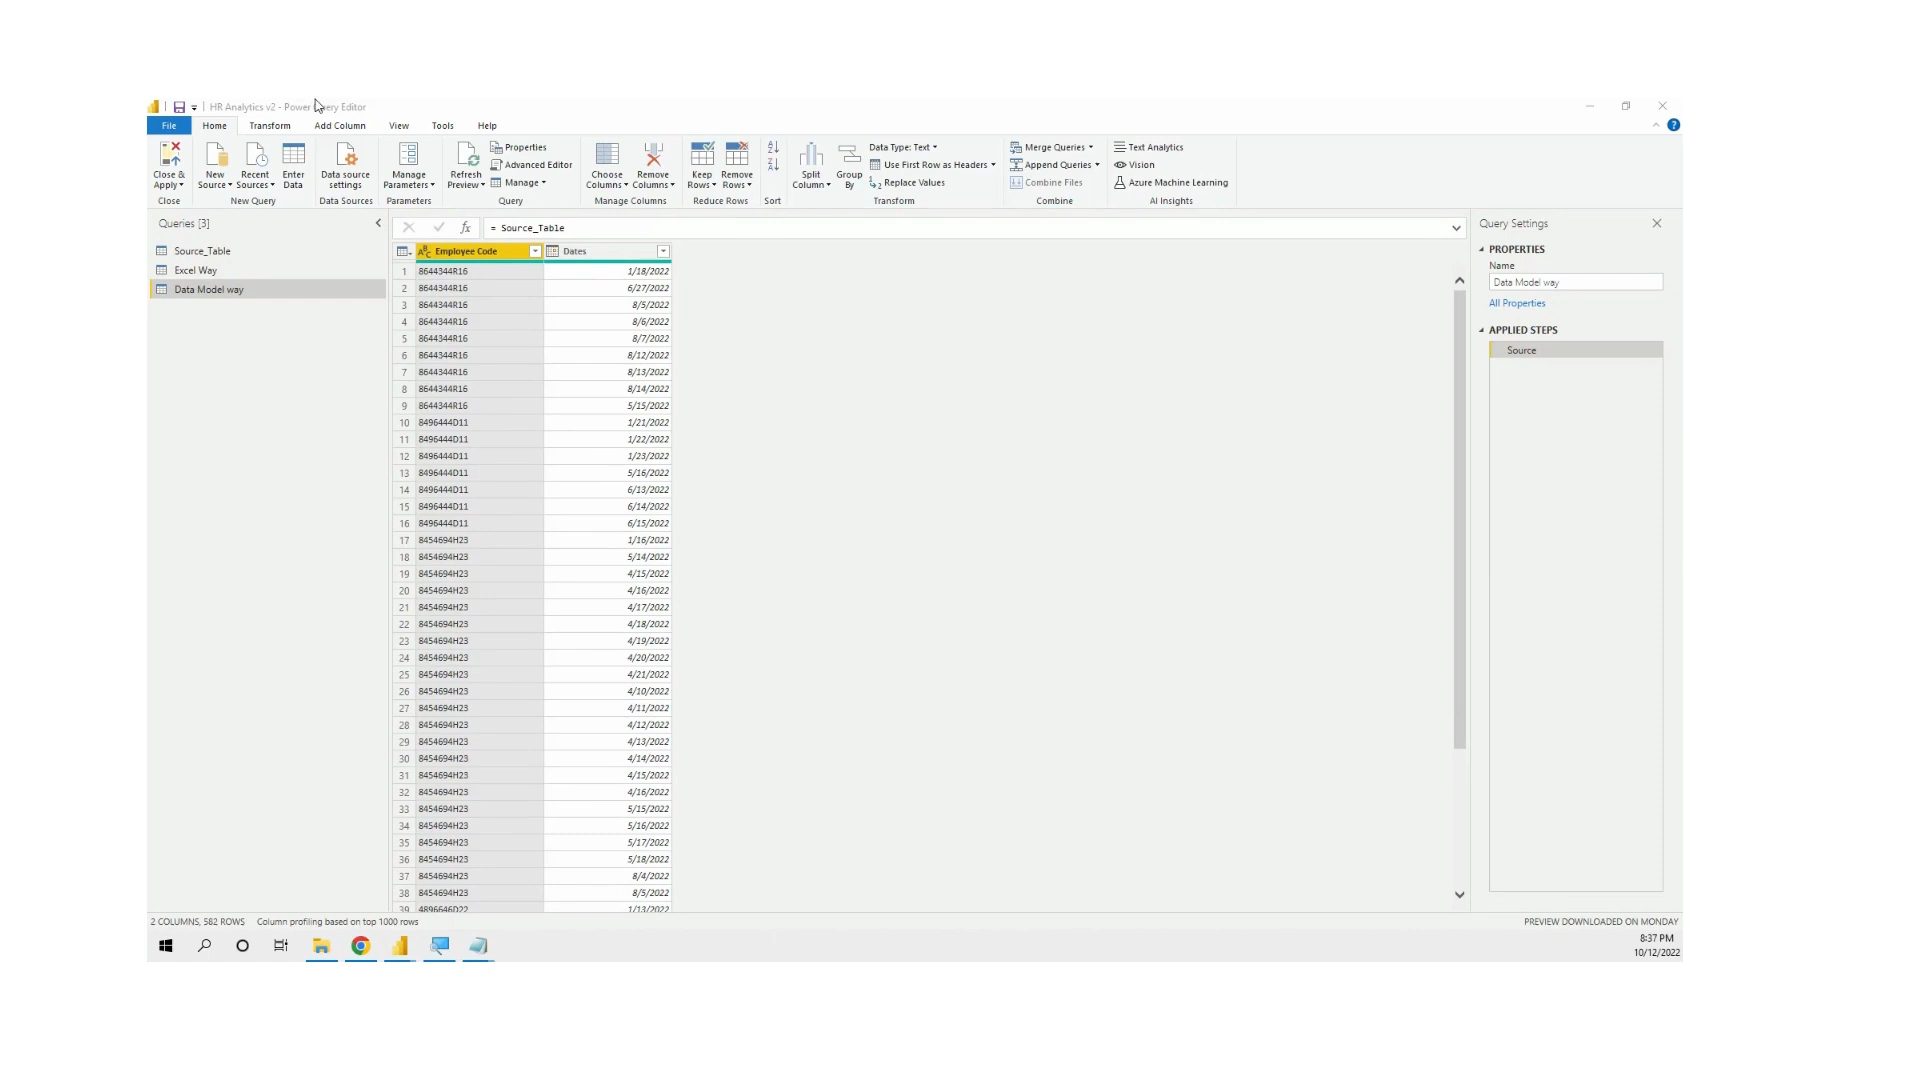 HR Analytics v2 - Power Query Editor
File Home Transform Add Column View Tools Help
Close & Apply
New Source
Recent Sources
Enter Data
Data source settings
Manage Parameters
Refresh Preview
Properties
Advanced Editor
Manage
Choose Columns
Remove Columns
Keep Rows
Remove Rows
Split Column
Group By
Data Type: Text
Use First Row as Headers
Replace Values
Merge Queries
Append Queries
Combine Files
Text Analytics
Vision
Azure Machine Learning
Close New Query Data Sources Parameters Query Manage Columns Reduce Rows Sort Transform Combine AI Insights
Queries [3]
Source_Table
Excel Way
Data Model way
= Source_Table
Employee Code Dates
1 8644344R16 1/18/2022
2 8644344R16 6/27/2022
3 8644344R16 8/5/2022
4 8644344R16 8/6/2022
5 8644344R16 8/7/2022
6 8644344R16 8/12/2022
7 8644344R16 8/13/2022
8 8644344R16 8/14/2022
9 8644344R16 5/15/2022
10 8496444D11 1/21/2022
11 8496444D11 1/22/2022
12 8496444D11 1/23/2022
13 8496444D11 5/16/2022
14 8496444D11 6/13/2022
15 8496444D11 6/14/2022
16 8496444D11 6/15/2022
17 8454694H23 1/16/2022
18 8454694H23 5/14/2022
19 8454694H23 4/15/2022
20 8454694H23 4/16/2022
21 8454694H23 4/17/2022
22 8454694H23 4/18/2022
23 8454694H23 4/19/2022
24 8454694H23 4/20/2022
25 8454694H23 4/21/2022
26 8454694H23 4/10/2022
27 8454694H23 4/11/2022
28 8454694H23 4/12/2022
29 8454694H23 4/13/2022
30 8454694H23 4/14/2022
31 8454694H23 4/15/2022
32 8454694H23 4/16/2022
33 8454694H23 5/15/2022
34 8454694H23 5/16/2022
35 8454694H23 5/17/2022
36 8454694H23 5/18/2022
37 8454694H23 8/4/2022
38 8454694H23 8/5/2022
39 4896646D22 1/13/2022
Query Settings
PROPERTIES
Name
Data Model way
All Properties
APPLIED STEPS
Source
2 COLUMNS, 582 ROWS Column profiling based on top 1000 rows
PREVIEW DOWNLOADED ON MONDAY
8:37 PM
10/12/2022